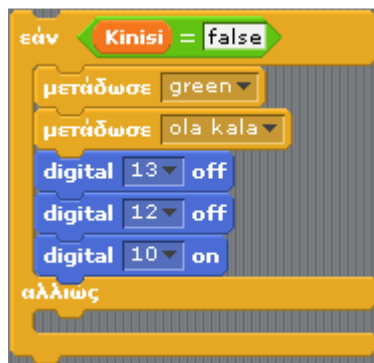 εάν Kinisi = false
μετάδωσε green
μετάδωσε ola kala
digital 13 off
digital 12 off
digital 10 on
αλλιώς